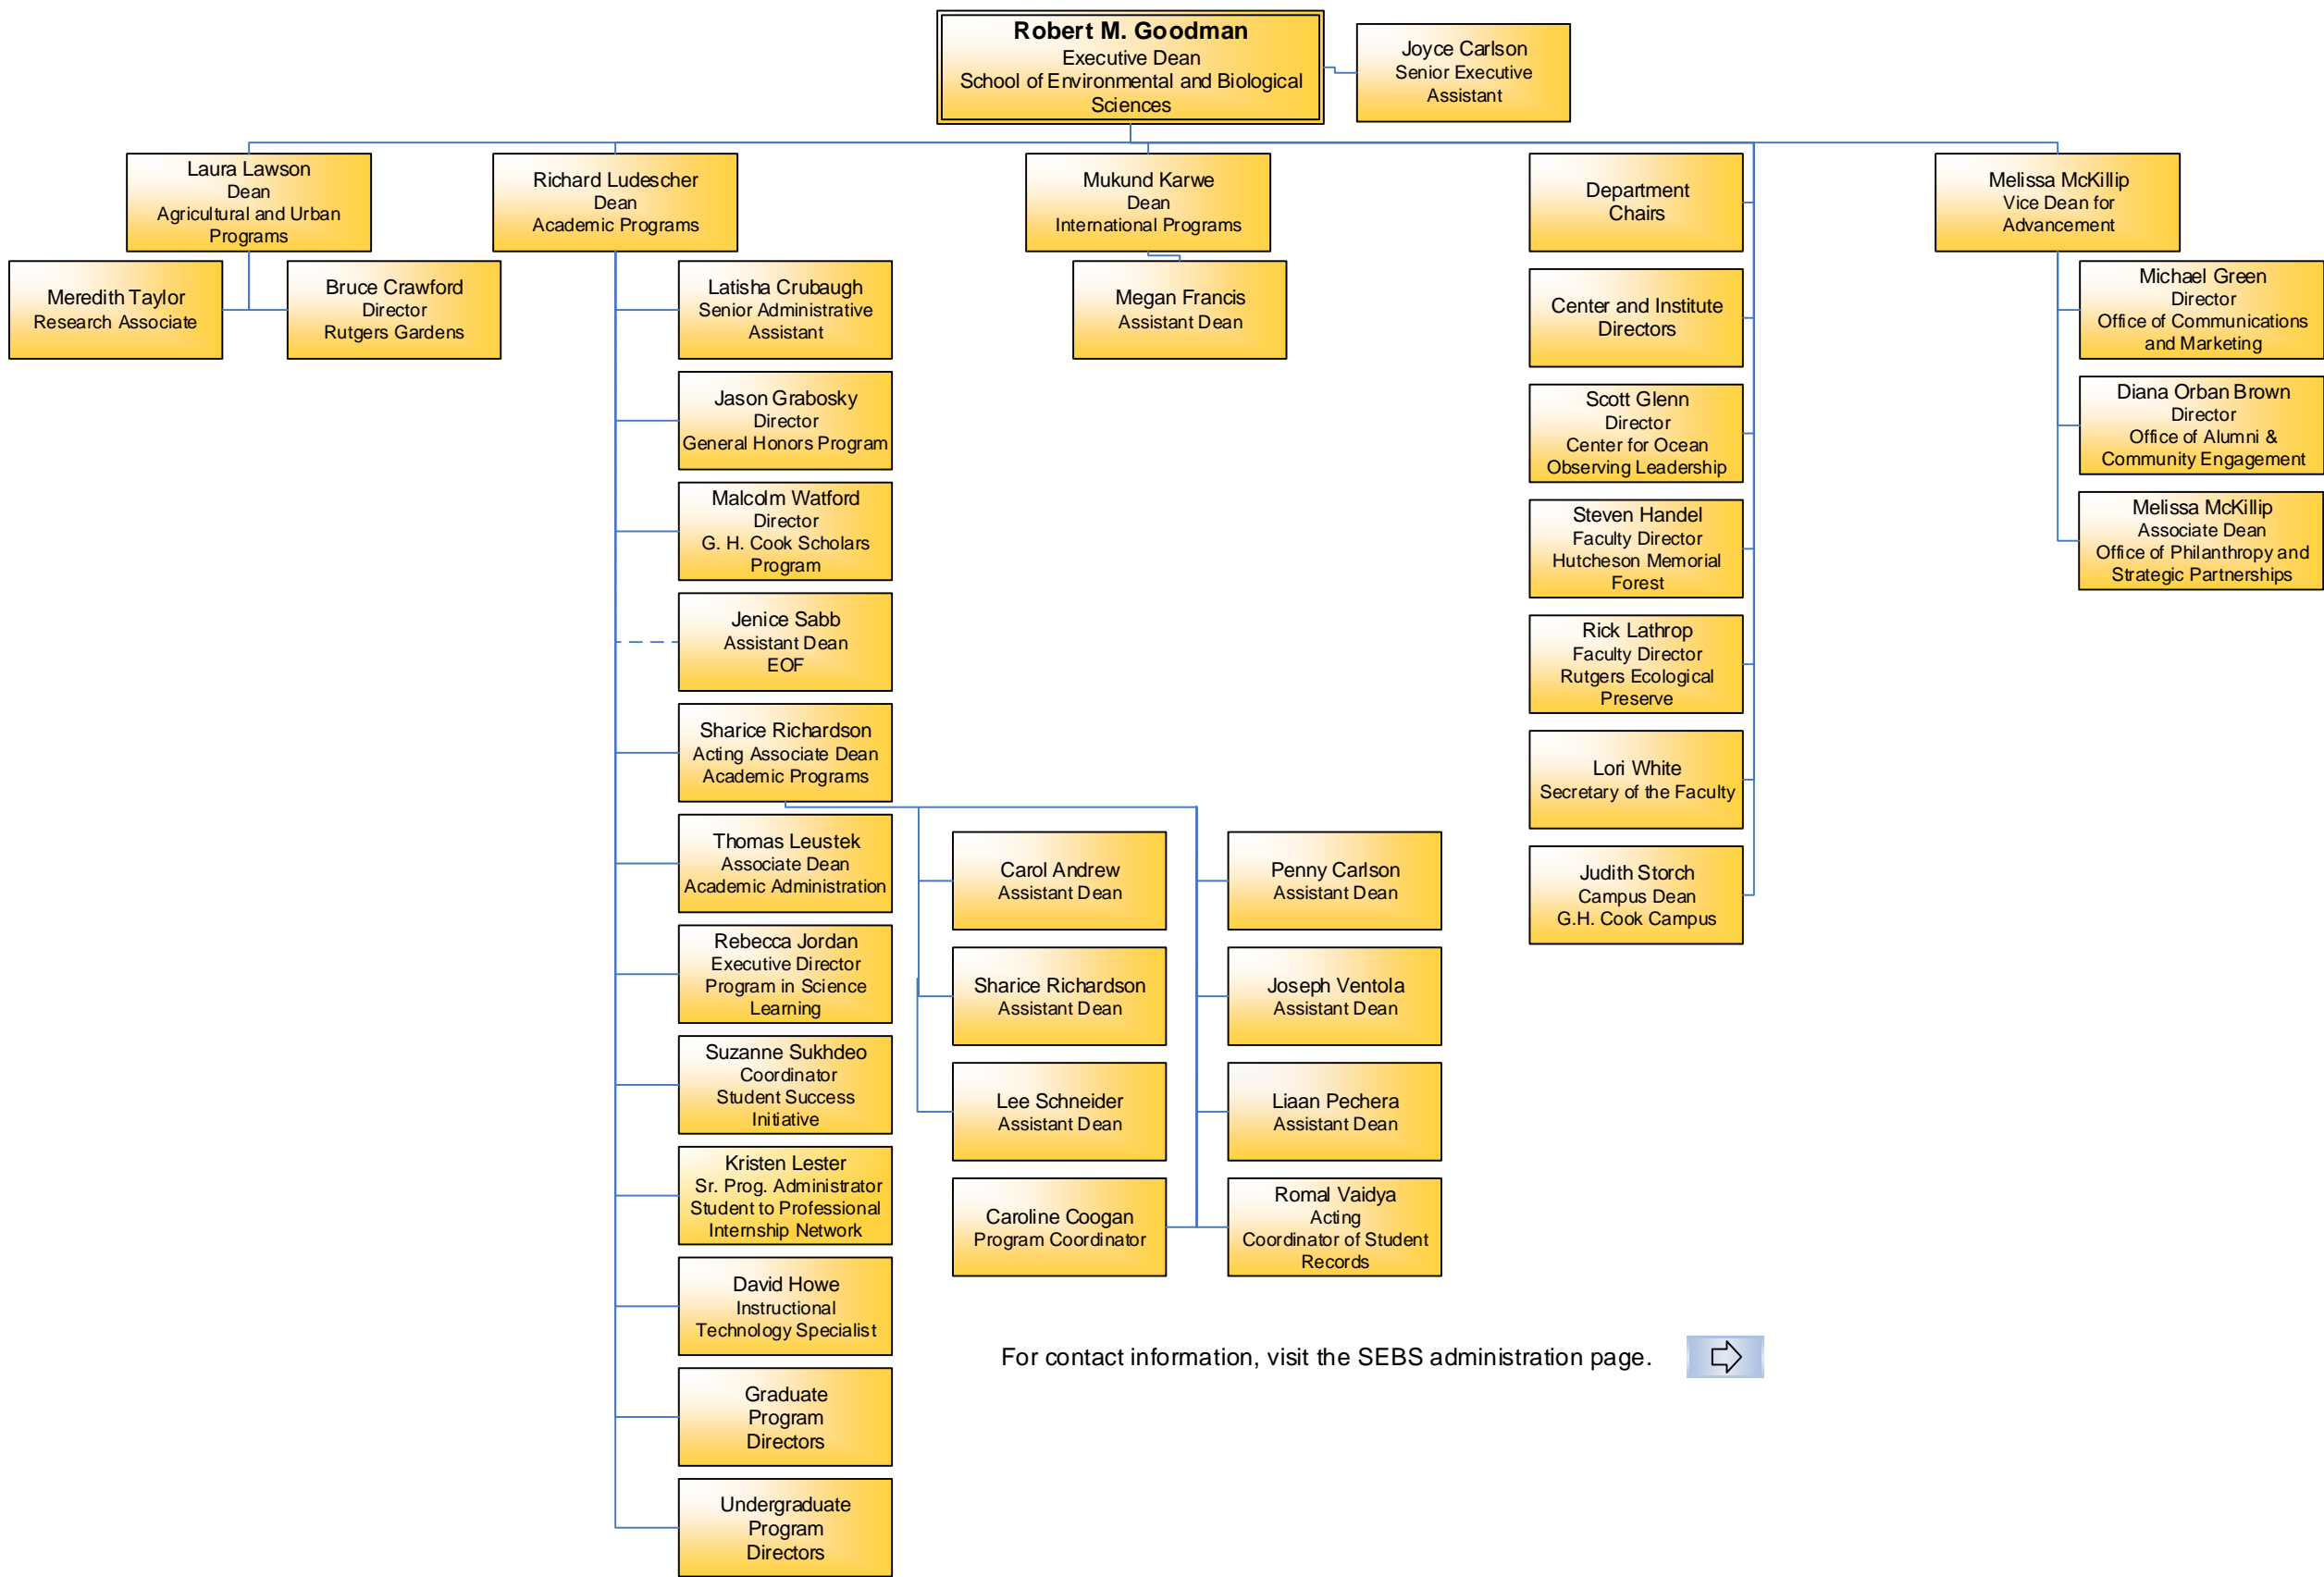 Robert M. Goodman
Executive Dean
School of Environmental and Biological
Sciences
Joyce Carlson
Senior Executive
Assistant
Laura Lawson
Dean
Agricultural and Urban
Programs
Richard Ludescher
Dean
Academic Programs
Mukund Karwe
Dean
International Programs
Department
Chairs
Melissa McKillip
Vice Dean for
Advancement
Meredith Taylor
Research Associate
Bruce Crawford
Director
Rutgers Gardens
Latisha Crubaugh
Senior Administrative
Assistant
Jason Grabosky
Director
General Honors Program
Malcolm Watford
Director
G. H. Cook Scholars
Program
Jenice Sabb
Assistant Dean
EOF
Sharice Richardson
Acting Associate Dean
Academic Programs
Thomas Leustek
Associate Dean
Academic Administration
Rebecca Jordan
Executive Director
Program in Science
Learning
Suzanne Sukhdeo
Coordinator
Student Success
Initiative
Kristen Lester
Sr. Prog. Administrator
Student to Professional
Internship Network
David Howe
Instructional
Technology Specialist
Graduate
Program
Directors
Undergraduate
Program
Directors
Carol Andrew
Assistant Dean
Sharice Richardson
Assistant Dean
Lee Schneider
Assistant Dean
Caroline Coogan
Program Coordinator
Penny Carlson
Assistant Dean
Joseph Ventola
Assistant Dean
Liaan Pechera
Assistant Dean
Romal Vaidya
Acting
Coordinator of Student
Records
Megan Francis
Assistant Dean
Center and Institute
Directors
Scott Glenn
Director
Center for Ocean
Observing Leadership
Steven Handel
Faculty Director
Hutcheson Memorial
Forest
Rick Lathrop
Faculty Director
Rutgers Ecological
Preserve
Lori White
Secretary of the Faculty
Judith Storch
Campus Dean
G.H. Cook Campus
Michael Green
Director
Office of Communications
and Marketing
Diana Orban Brown
Director
Office of Alumni &
Community Engagement
Melissa McKillip
Associate Dean
Office of Philanthropy and
Strategic Partnerships
For contact information, visit the SEBS administration page.